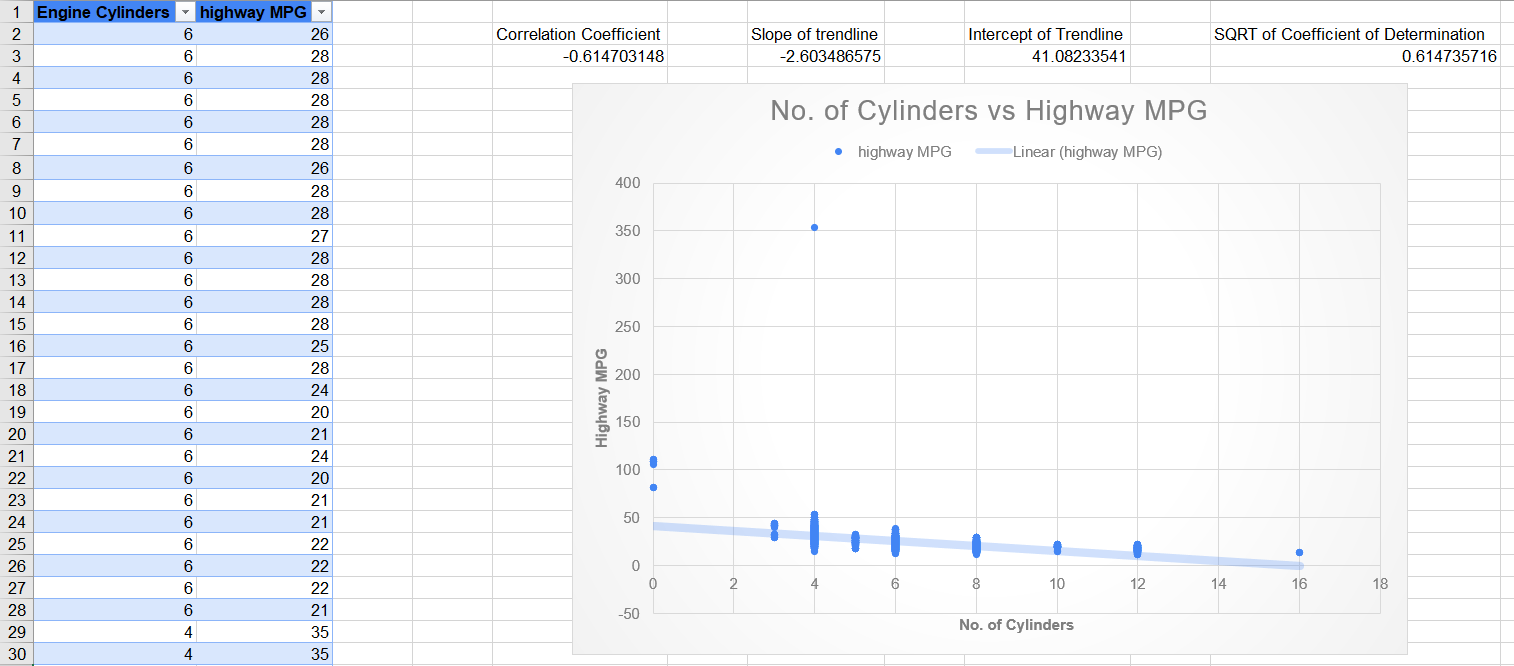 1 Engine Cylinders highway MPG
2 6 26 Correlation Coefficient Slope of trendline Intercept of Trendline SQRT of Coefficient of Determination
3 6 28 -0.614703148 -2.603486575 41.08233541 0.614735716
4 6 28
5 6 28
6 6 28
7 6 28
8 6 26
9 6 28
10 6 28
11 6 27
12 6 28
13 6 28
14 6 28
15 6 28
16 6 25
17 6 28
18 6 24
19 6 20
20 6 21
21 6 24
22 6 20
23 6 21
24 6 21
25 6 22
26 6 22
27 6 22
28 6 21
29 4 35
30 4 35
No. of Cylinders vs Highway MPG
highway MPG Linear (highway MPG)
400
350
300
250
200
150
100
50
0
-50
Highway MPG
0 2 4 6 8 10 12 14 16 18
No. of Cylinders